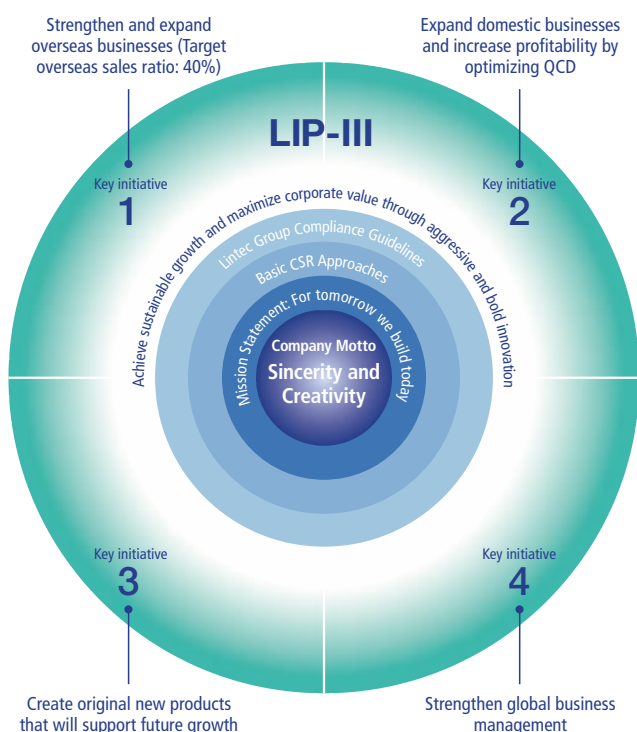 Strengthen and expand
overseas businesses (Target
overseas sales ratio: 40%)
Expand domestic businesses
and increase profitability by
optimizing QCD
LIP-III
Key initiative
1
Key initiative
2
Achieve sustainable growth and maximize corporate value through aggressive and bold innovation
Lintec Group Compliance Guidelines
Basic CSR Approaches
Mission Statement: For tomorrow we build today
Company Motto
Sincerity and
Creativity
Key initiative
3
Key initiative
4
Create original new products
that will support future growth
Strengthen global business
management